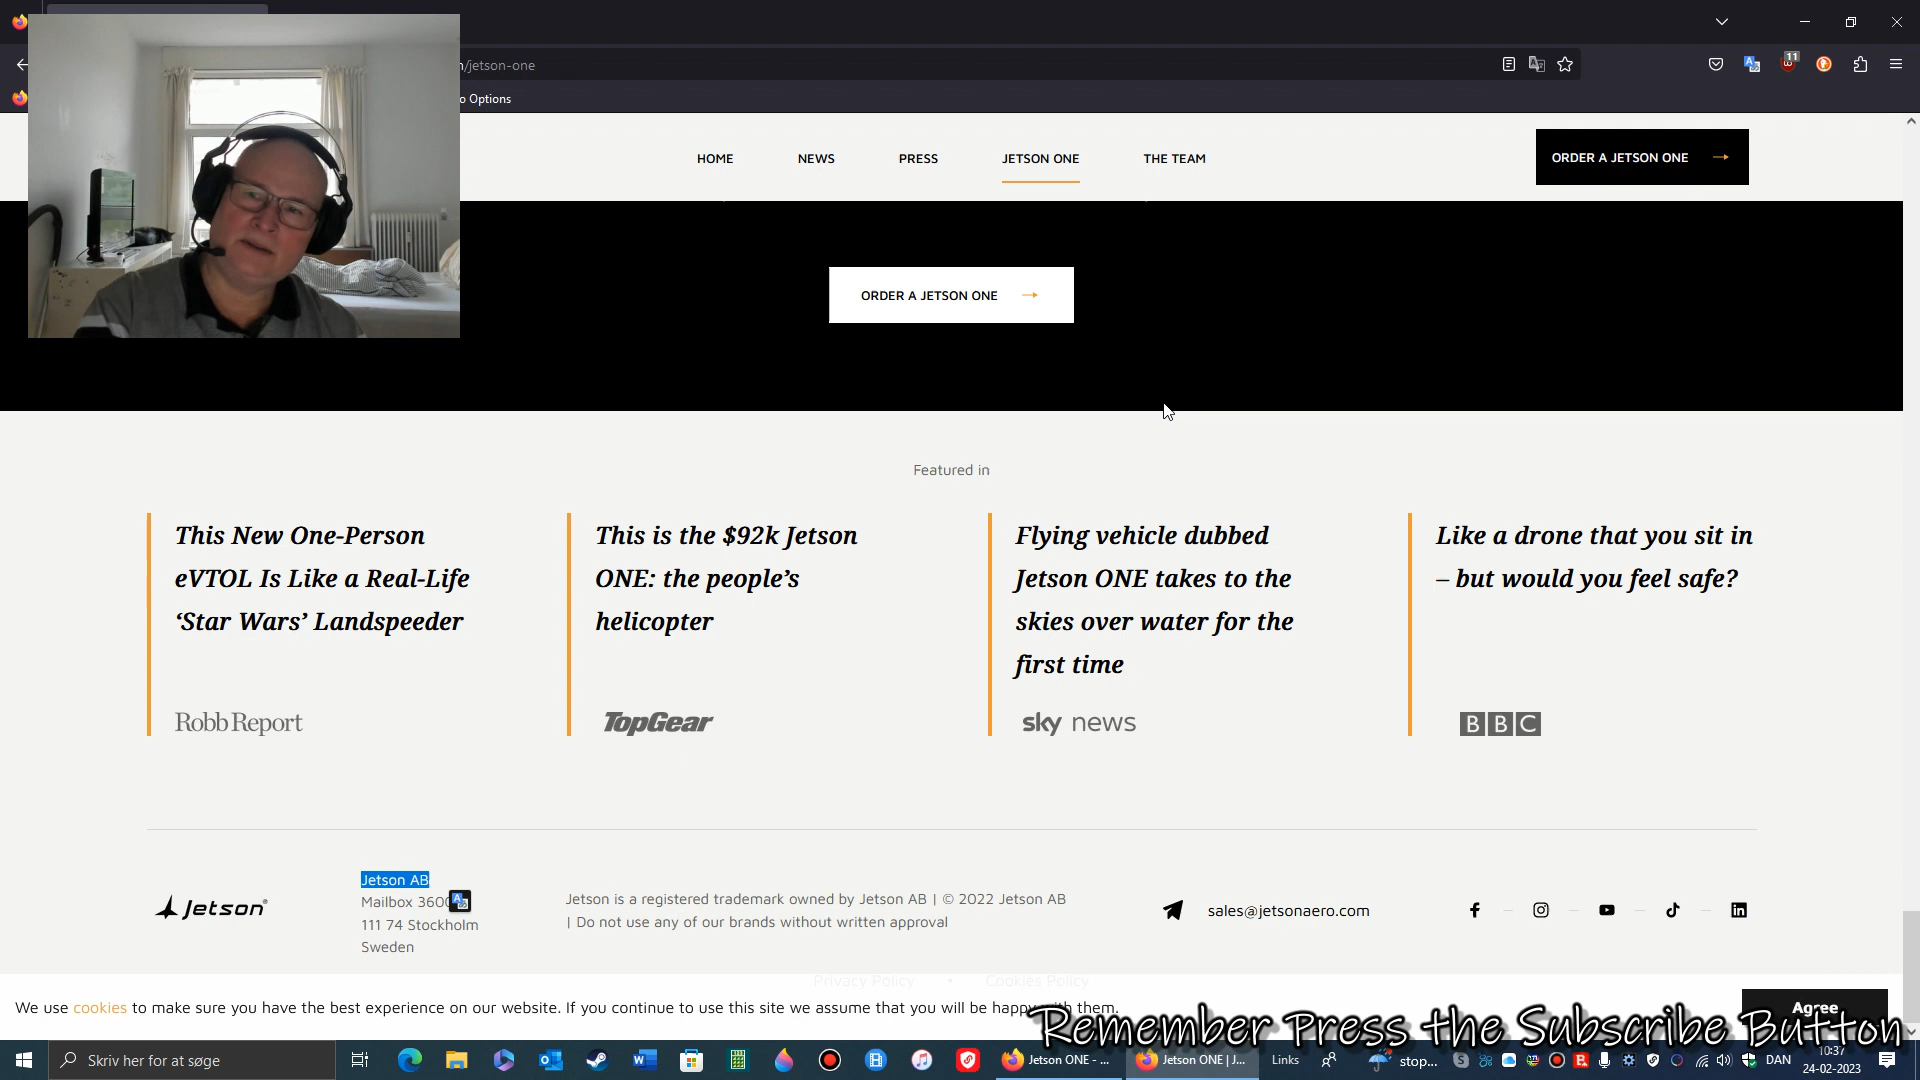 /jetson-one
11
o Options
HOME
NEWS
PRESS
JETSON ONE
THE TEAM
ORDER A JETSON ONE
ORDER A JETSON ONE
Featured in
This New One-Person
eVTOL Is Like a Real-Life
‘Star Wars’ Landspeeder
Robb Report
This is the $92k Jetson
ONE: the people’s
helicopter
TopGear
Flying vehicle dubbed
Jetson ONE takes to the
skies over water for the
first time
sky news
Like a drone that you sit in
– but would you feel safe?
BBC
Jetson®
Jetson AB
Mailbox 3600
111 74 Stockholm
Sweden
Jetson is a registered trademark owned by Jetson AB | © 2022 Jetson AB
| Do not use any of our brands without written approval
sales@jetsonaero.com
Privacy Policy • Cookies Policy
We use cookies to make sure you have the best experience on our website. If you continue to use this site we assume that you will be happy with them.
Agree
Remember Press the Subscribe Button
Skriv her for at søge
Jetson ONE - ...
Jetson ONE | J...
Links
stop...
DAN
10:37
24-02-2023